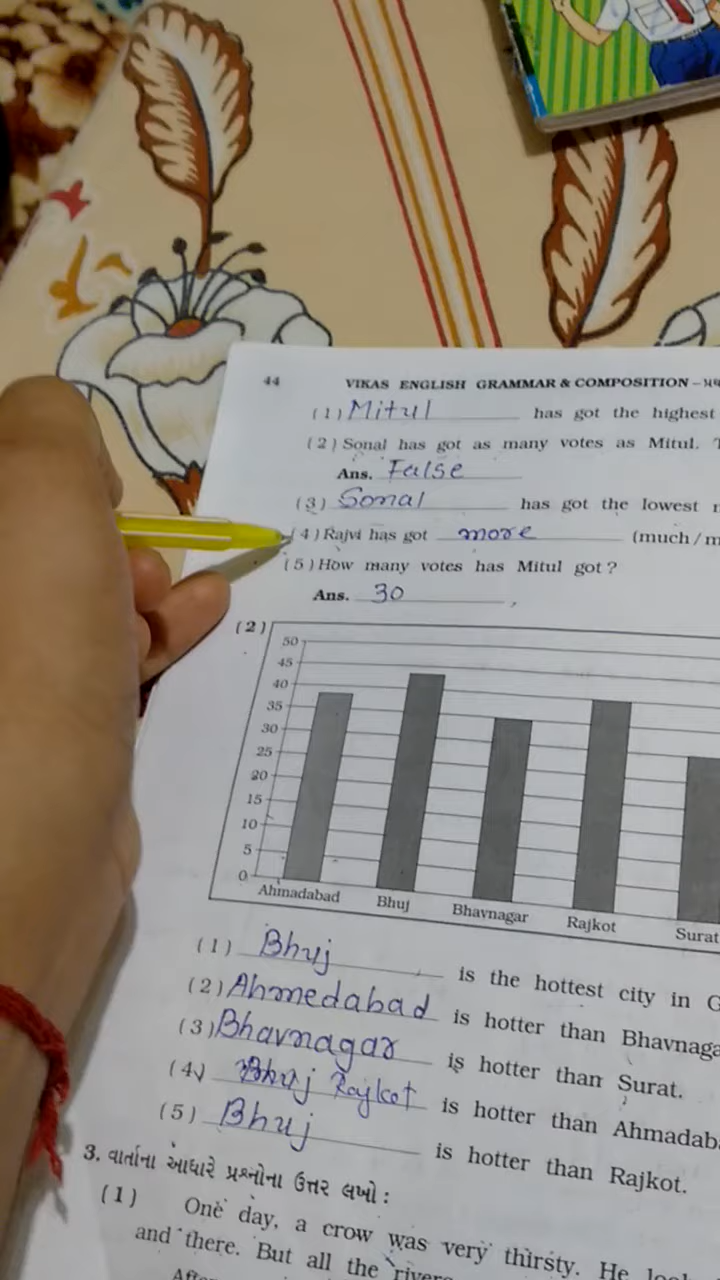 44 VIKAS ENGLISH GRAMMAR & COMPOSITION -
(1) Mitul has got the highest
(2) Sonal has got as many votes as Mitul.
Ans. False
(3) Sonal has got the lowest
(4) Rajvi has got more (much/m
(5) How many votes has Mitul got?
Ans. 30
(2)
50
45
40
35
30
25
20
15
10
5
0
Ahmadabad Bhuj Bhavnagar Rajkot Surat
(1) Bhuj is the hottest city in G
(2) Ahmedabad is hotter than Bhavnaga
(3) Bhavnagar is hotter than Surat.
(4) Rajkot is hotter than Ahmadab
(5) Bhuj is hotter than Rajkot.
3. વાર્તાના આધારે પ્રશ્નોના ઉત્તર લખો :
(1) One day, a crow was very thirsty. He
and there. But all the